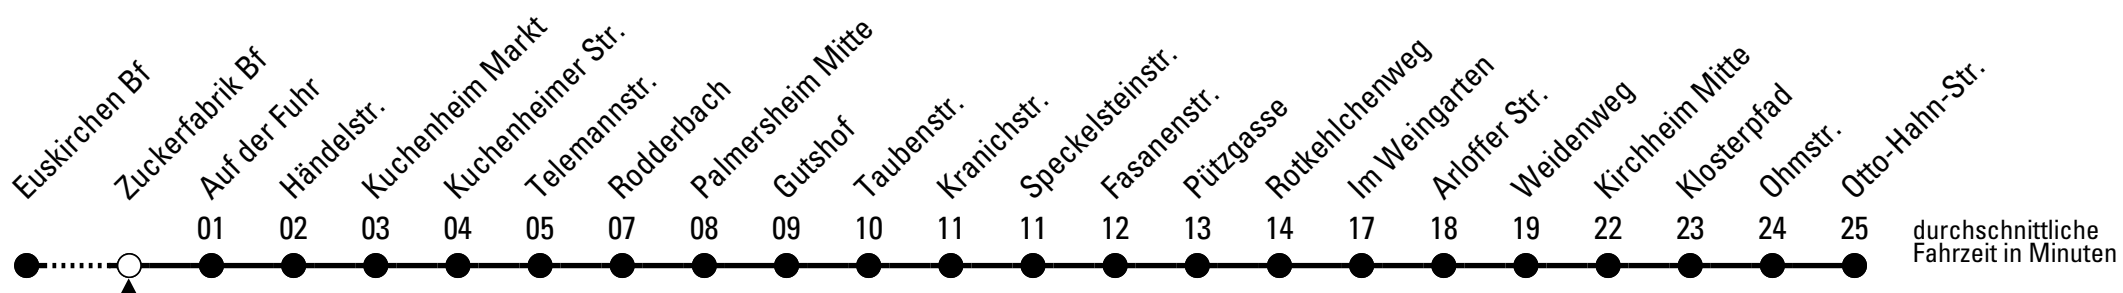 Euskirchen Bf
Zuckerfabrik Bf
Auf der Fuhr
Händelstr.
Kuchenheim Markt
Kuchenheimer Str.
Telemannstr.
Rodderbach
Palmersheim Mitte
Gutshof
Taubenstr.
Kranichstr.
Speckelsteinstr.
Fasanenstr.
Pützgasse
Rotkehlchenweg
Im Weingarten
Arloffer Str.
Weidenweg
Kirchheim Mitte
Klosterpfad
Ohmstr.
Otto-Hahn-Str.
01 02 03 04 05 07 08 09 10 11 11 12 13 14 17 18 19 22 23 24 25
durchschnittliche
Fahrzeit in Minuten